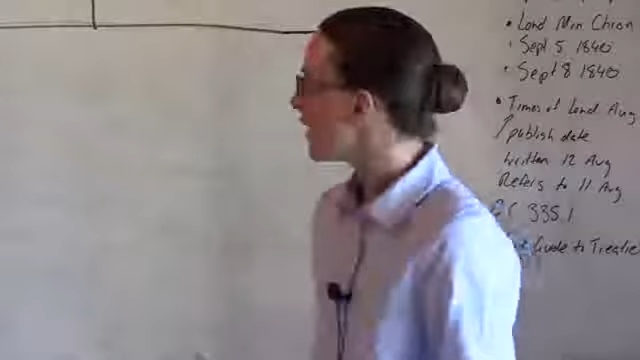 • Lond Mor Chron
• Sept 5 1840
• Sept 8 1840
• Times of Lond Aug
publish date
written 12 Aug
Refers to 11 Aug
335.1
Guide to Treatie